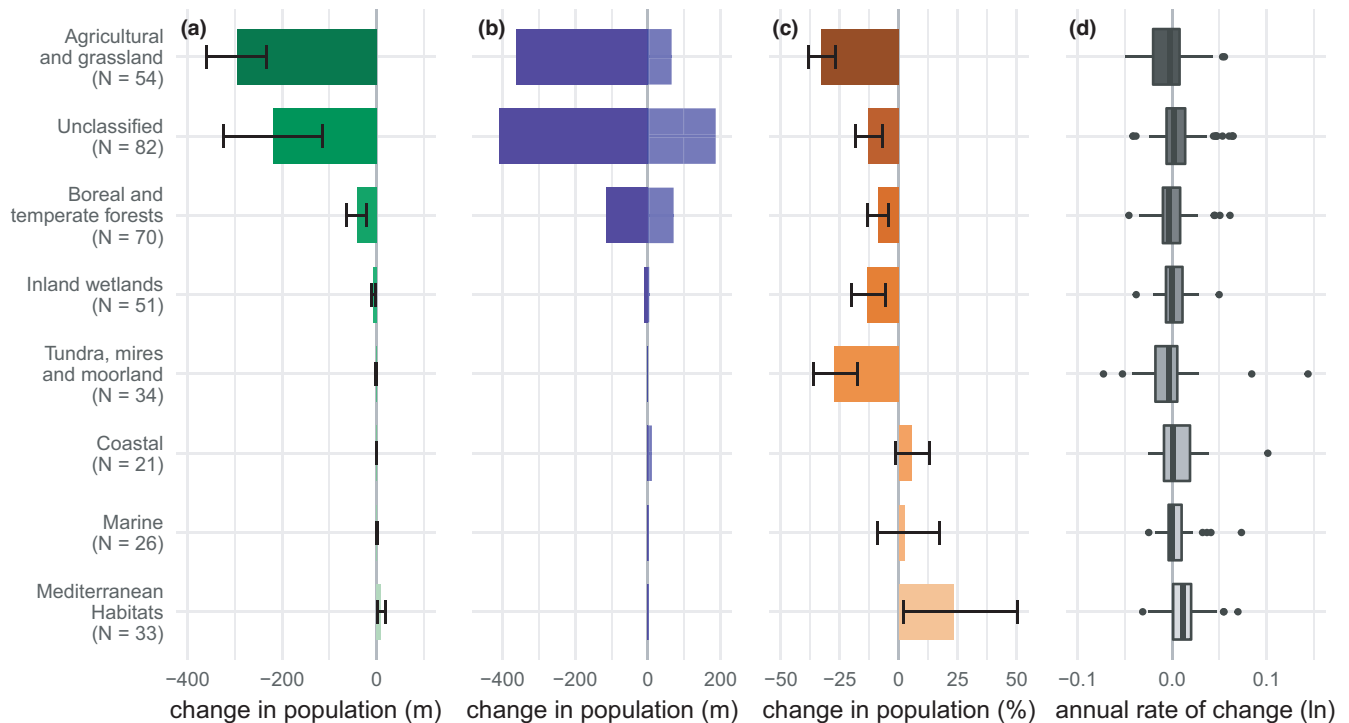 (a)
(b)
(c)
(d)
Agricultural
and grassland
(N = 54)
Unclassified
(N = 82)
Boreal and
temperate forests
(N = 70)
Inland wetlands
(N = 51)
Tundra, mires
and moorland
(N = 34)
Coastal
(N = 21)
Marine
(N = 26)
Mediterranean
Habitats
(N = 33)
−400 −200 0
−400 −200 0 200
−50 −25 0 25 50
−0.1 0.0 0.1
change in population (m)
change in population (m)
change in population (%)
annual rate of change (ln)